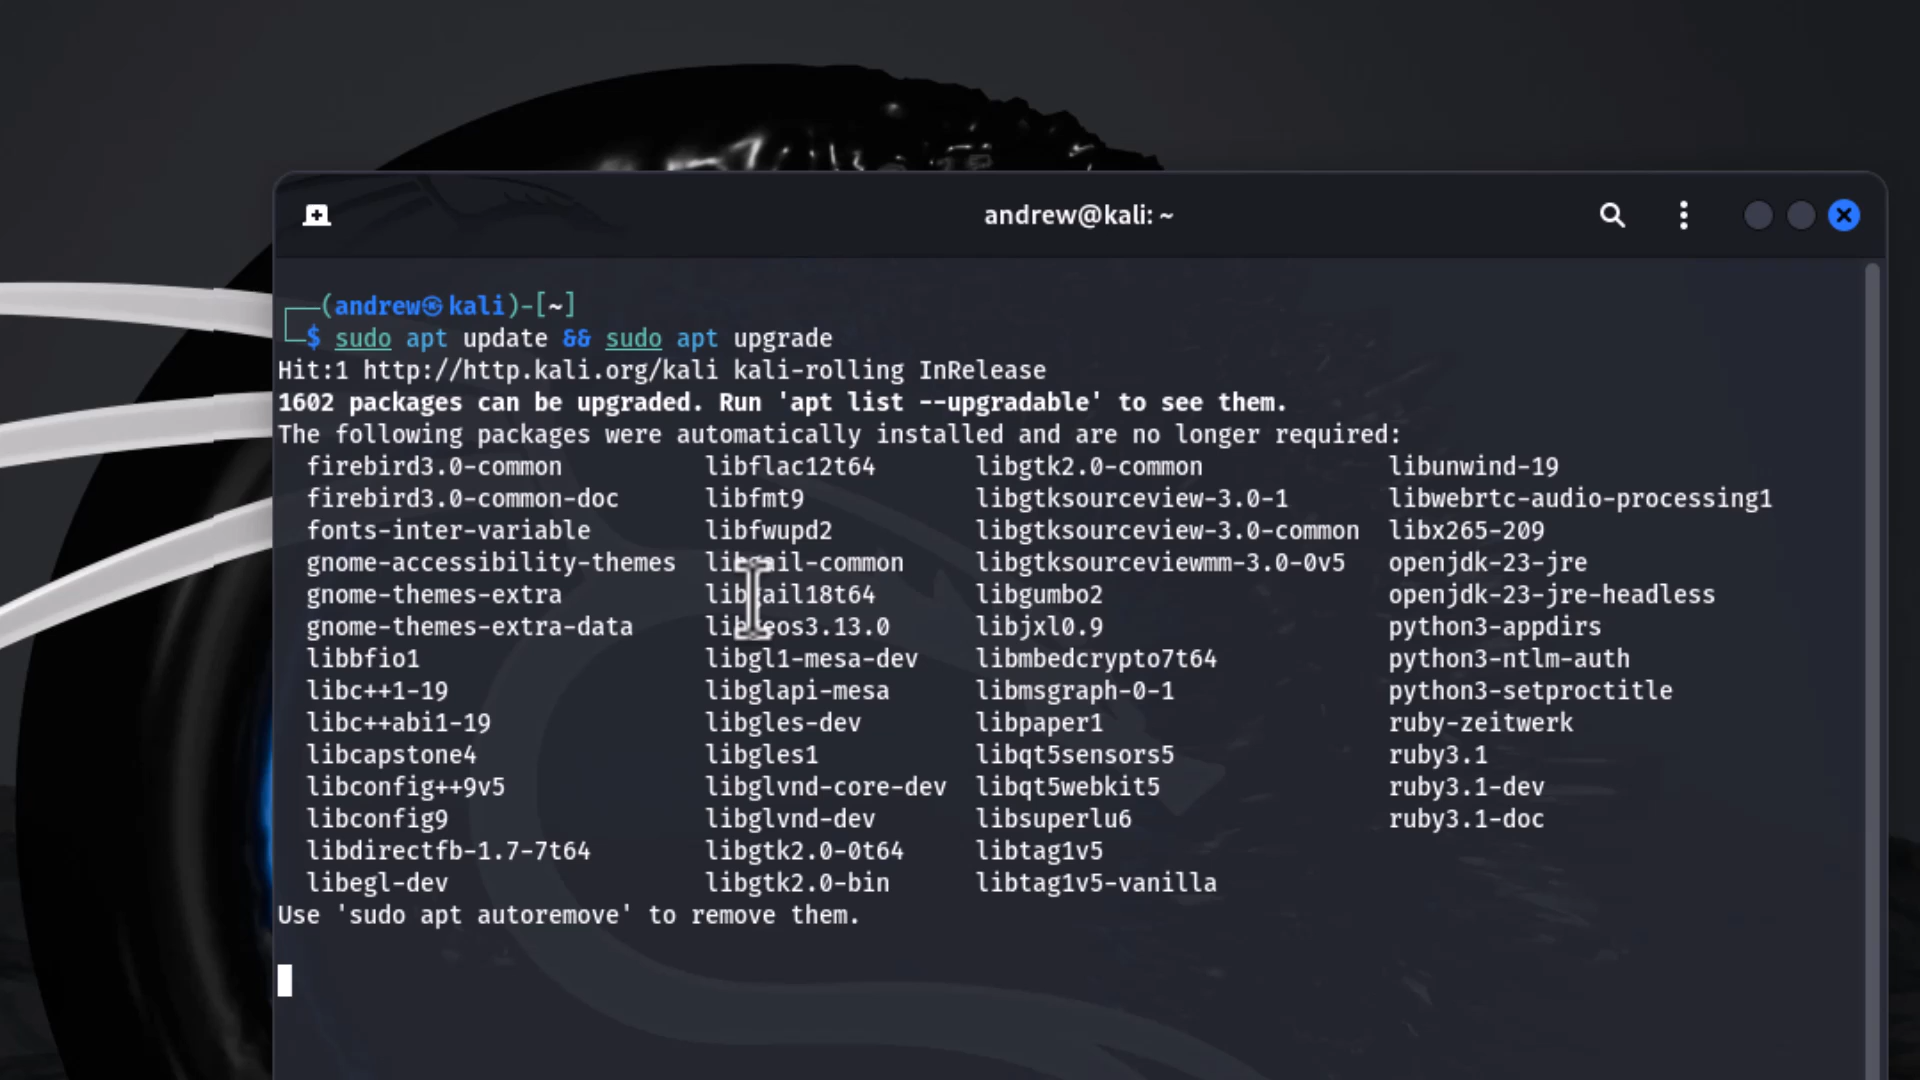 andrew@kali: ~
┌──(andrew㉿kali)-[~]
└─$ sudo apt update && sudo apt upgrade
Hit:1 http://http.kali.org/kali kali-rolling InRelease
1602 packages can be upgraded. Run 'apt list --upgradable' to see them.
The following packages were automatically installed and are no longer required:
firebird3.0-common libflac12t64 libgtk2.0-common libunwind-19
firebird3.0-common-doc libfmt9 libgtksourceview-3.0-1 libwebrtc-audio-processing1
fonts-inter-variable libfwupd2 libgtksourceview-3.0-common libx265-209
gnome-accessibility-themes libgail-common libgtksourceviewmm-3.0-0v5 openjdk-23-jre
gnome-themes-extra libgail18t64 libgumbo2 openjdk-23-jre-headless
gnome-themes-extra-data libgeos3.13.0 libjxl0.9 python3-appdirs
libbfio1 libgl1-mesa-dev libmbedcrypto7t64 python3-ntlm-auth
libc++1-19 libglapi-mesa libmsgraph-0-1 python3-setproctitle
libc++abi1-19 libgles-dev libpaper1 ruby-zeitwerk
libcapstone4 libgles1 libqt5sensors5 ruby3.1
libconfig++9v5 libglvnd-core-dev libqt5webkit5 ruby3.1-dev
libconfig9 libglvnd-dev libsuperlu6 ruby3.1-doc
libdirectfb-1.7-7t64 libgtk2.0-0t64 libtag1v5
libegl-dev libgtk2.0-bin libtag1v5-vanilla
Use 'sudo apt autoremove' to remove them.